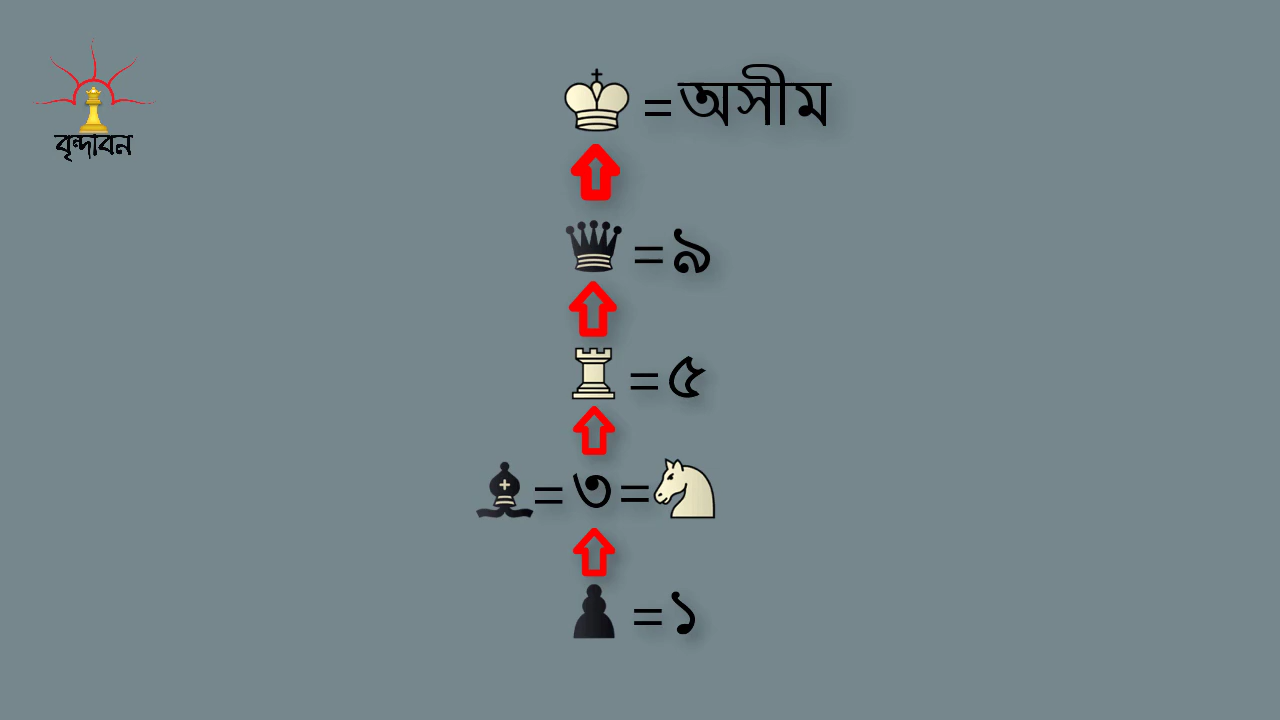 বৃন্দাবন
=অসীম
=৯
=৫
=৩=
=১